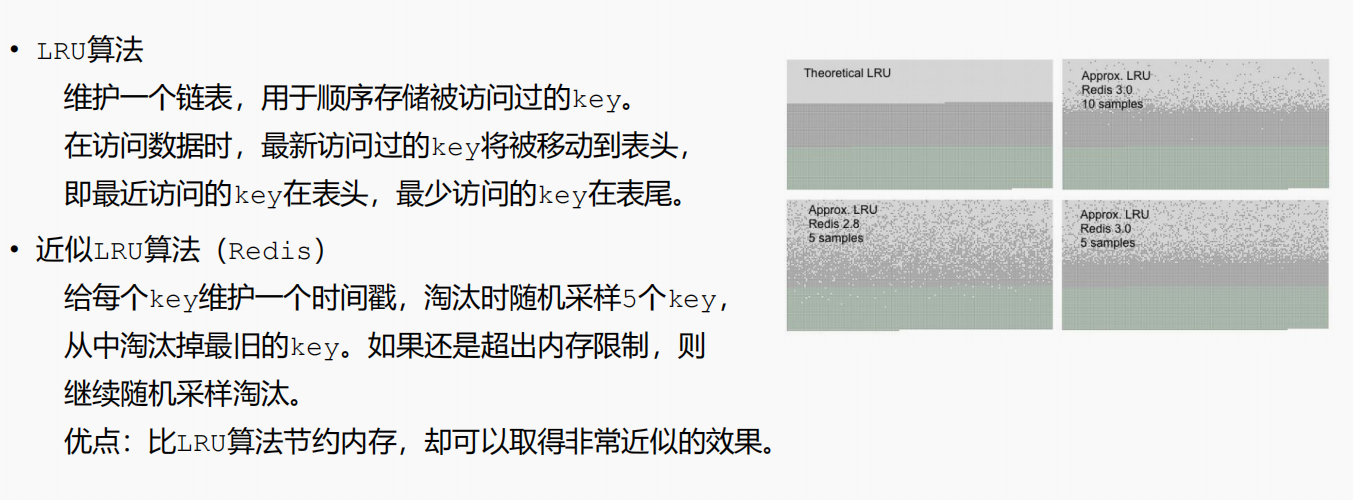 • LRU算法
维护一个链表，用于顺序存储被访问过的key。
在访问数据时，最新访问过的key将被移动到表头，
即最近访问的key在表头，最少访问的key在表尾。
• 近似LRU算法（Redis）
给每个key维护一个时间戳，淘汰时随机采样5个key，
从中淘汰掉最旧的key。如果还是超出内存限制，则
继续随机采样淘汰。
优点：比LRU算法节约内存，却可以取得非常近似的效果。
Theoretical LRU
Approx. LRU
Redis 3.0
10 samples
Approx. LRU
Redis 2.8
5 samples
Approx. LRU
Redis 3.0
5 samples